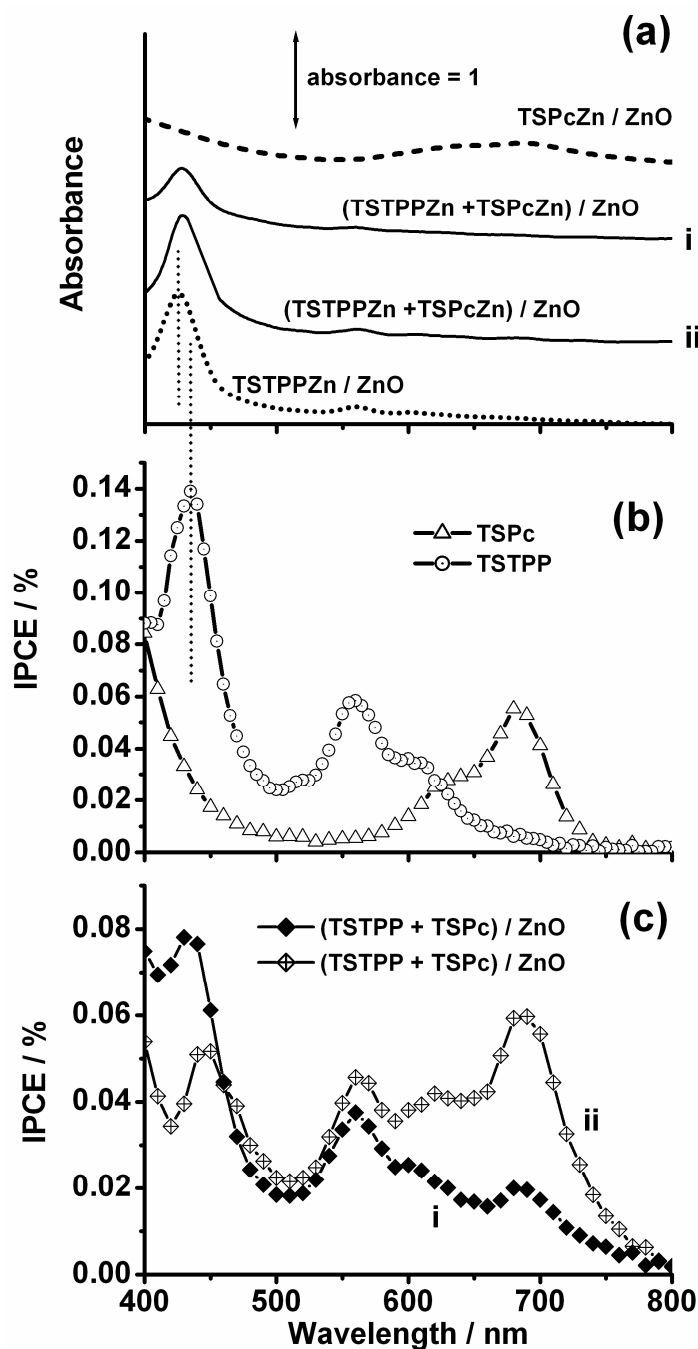 (a)
absorbance = 1
TSPcZn / ZnO
Absorbance
(TSTPPZn +TSPcZn) / ZnO
i
(TSTPPZn +TSPcZn) / ZnO
ii
TSTPPZn / ZnO
(b)
TSPc
TSTPP
IPCE / %
0.14
0.12
0.10
0.08
0.06
0.04
0.02
0.00
(c)
(TSTPP + TSPc) / ZnO
(TSTPP + TSPc) / ZnO
IPCE / %
0.08
0.06
0.04
0.02
0.00
ii
i
400 500 600 700 800
Wavelength / nm